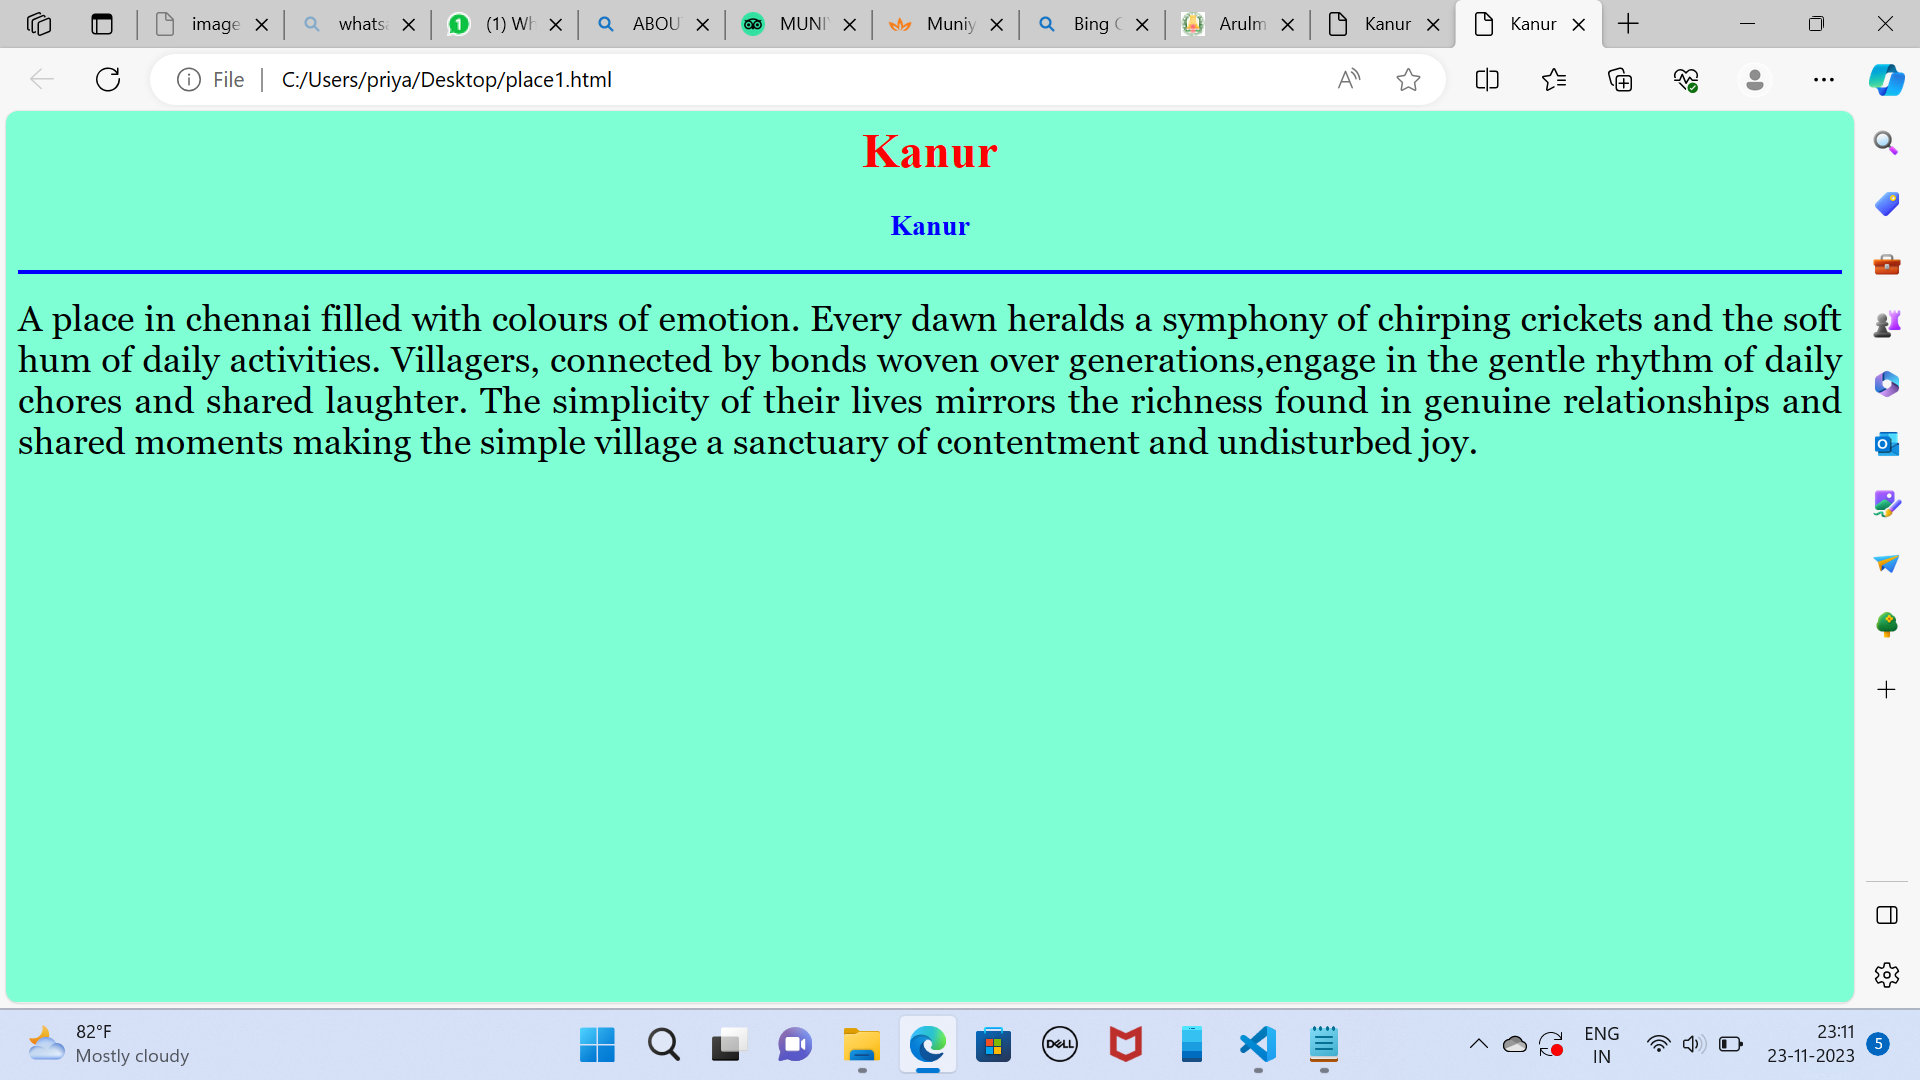 image
whats
(1) Wh
ABOU
MUNI
Muniy
Bing C
Arulm
Kanur
Kanur
File
C:/Users/priya/Desktop/place1.html
Kanur
Kanur
A place in chennai filled with colours of emotion. Every dawn heralds a symphony of chirping crickets and the soft
hum of daily activities. Villagers, connected by bonds woven over generations,engage in the gentle rhythm of daily
chores and shared laughter. The simplicity of their lives mirrors the richness found in genuine relationships and
shared moments making the simple village a sanctuary of contentment and undisturbed joy.
82°F
Mostly cloudy
DELL
ENG
IN
23:11
23-11-2023
5